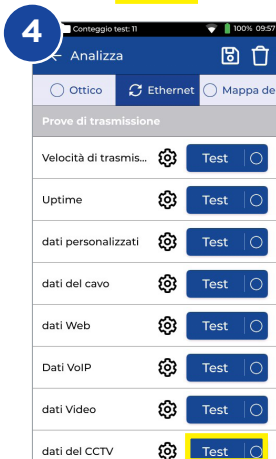 4
Conteggio test: 11 100% 09:57
← Analizza
Ottico Ethernet Mappa de
Prove di trasmissione
Velocità di trasmis... Test
Uptime Test
dati personalizzati Test
dati del cavo Test
dati Web Test
Dati VoIP Test
dati Video Test
dati del CCTV Test